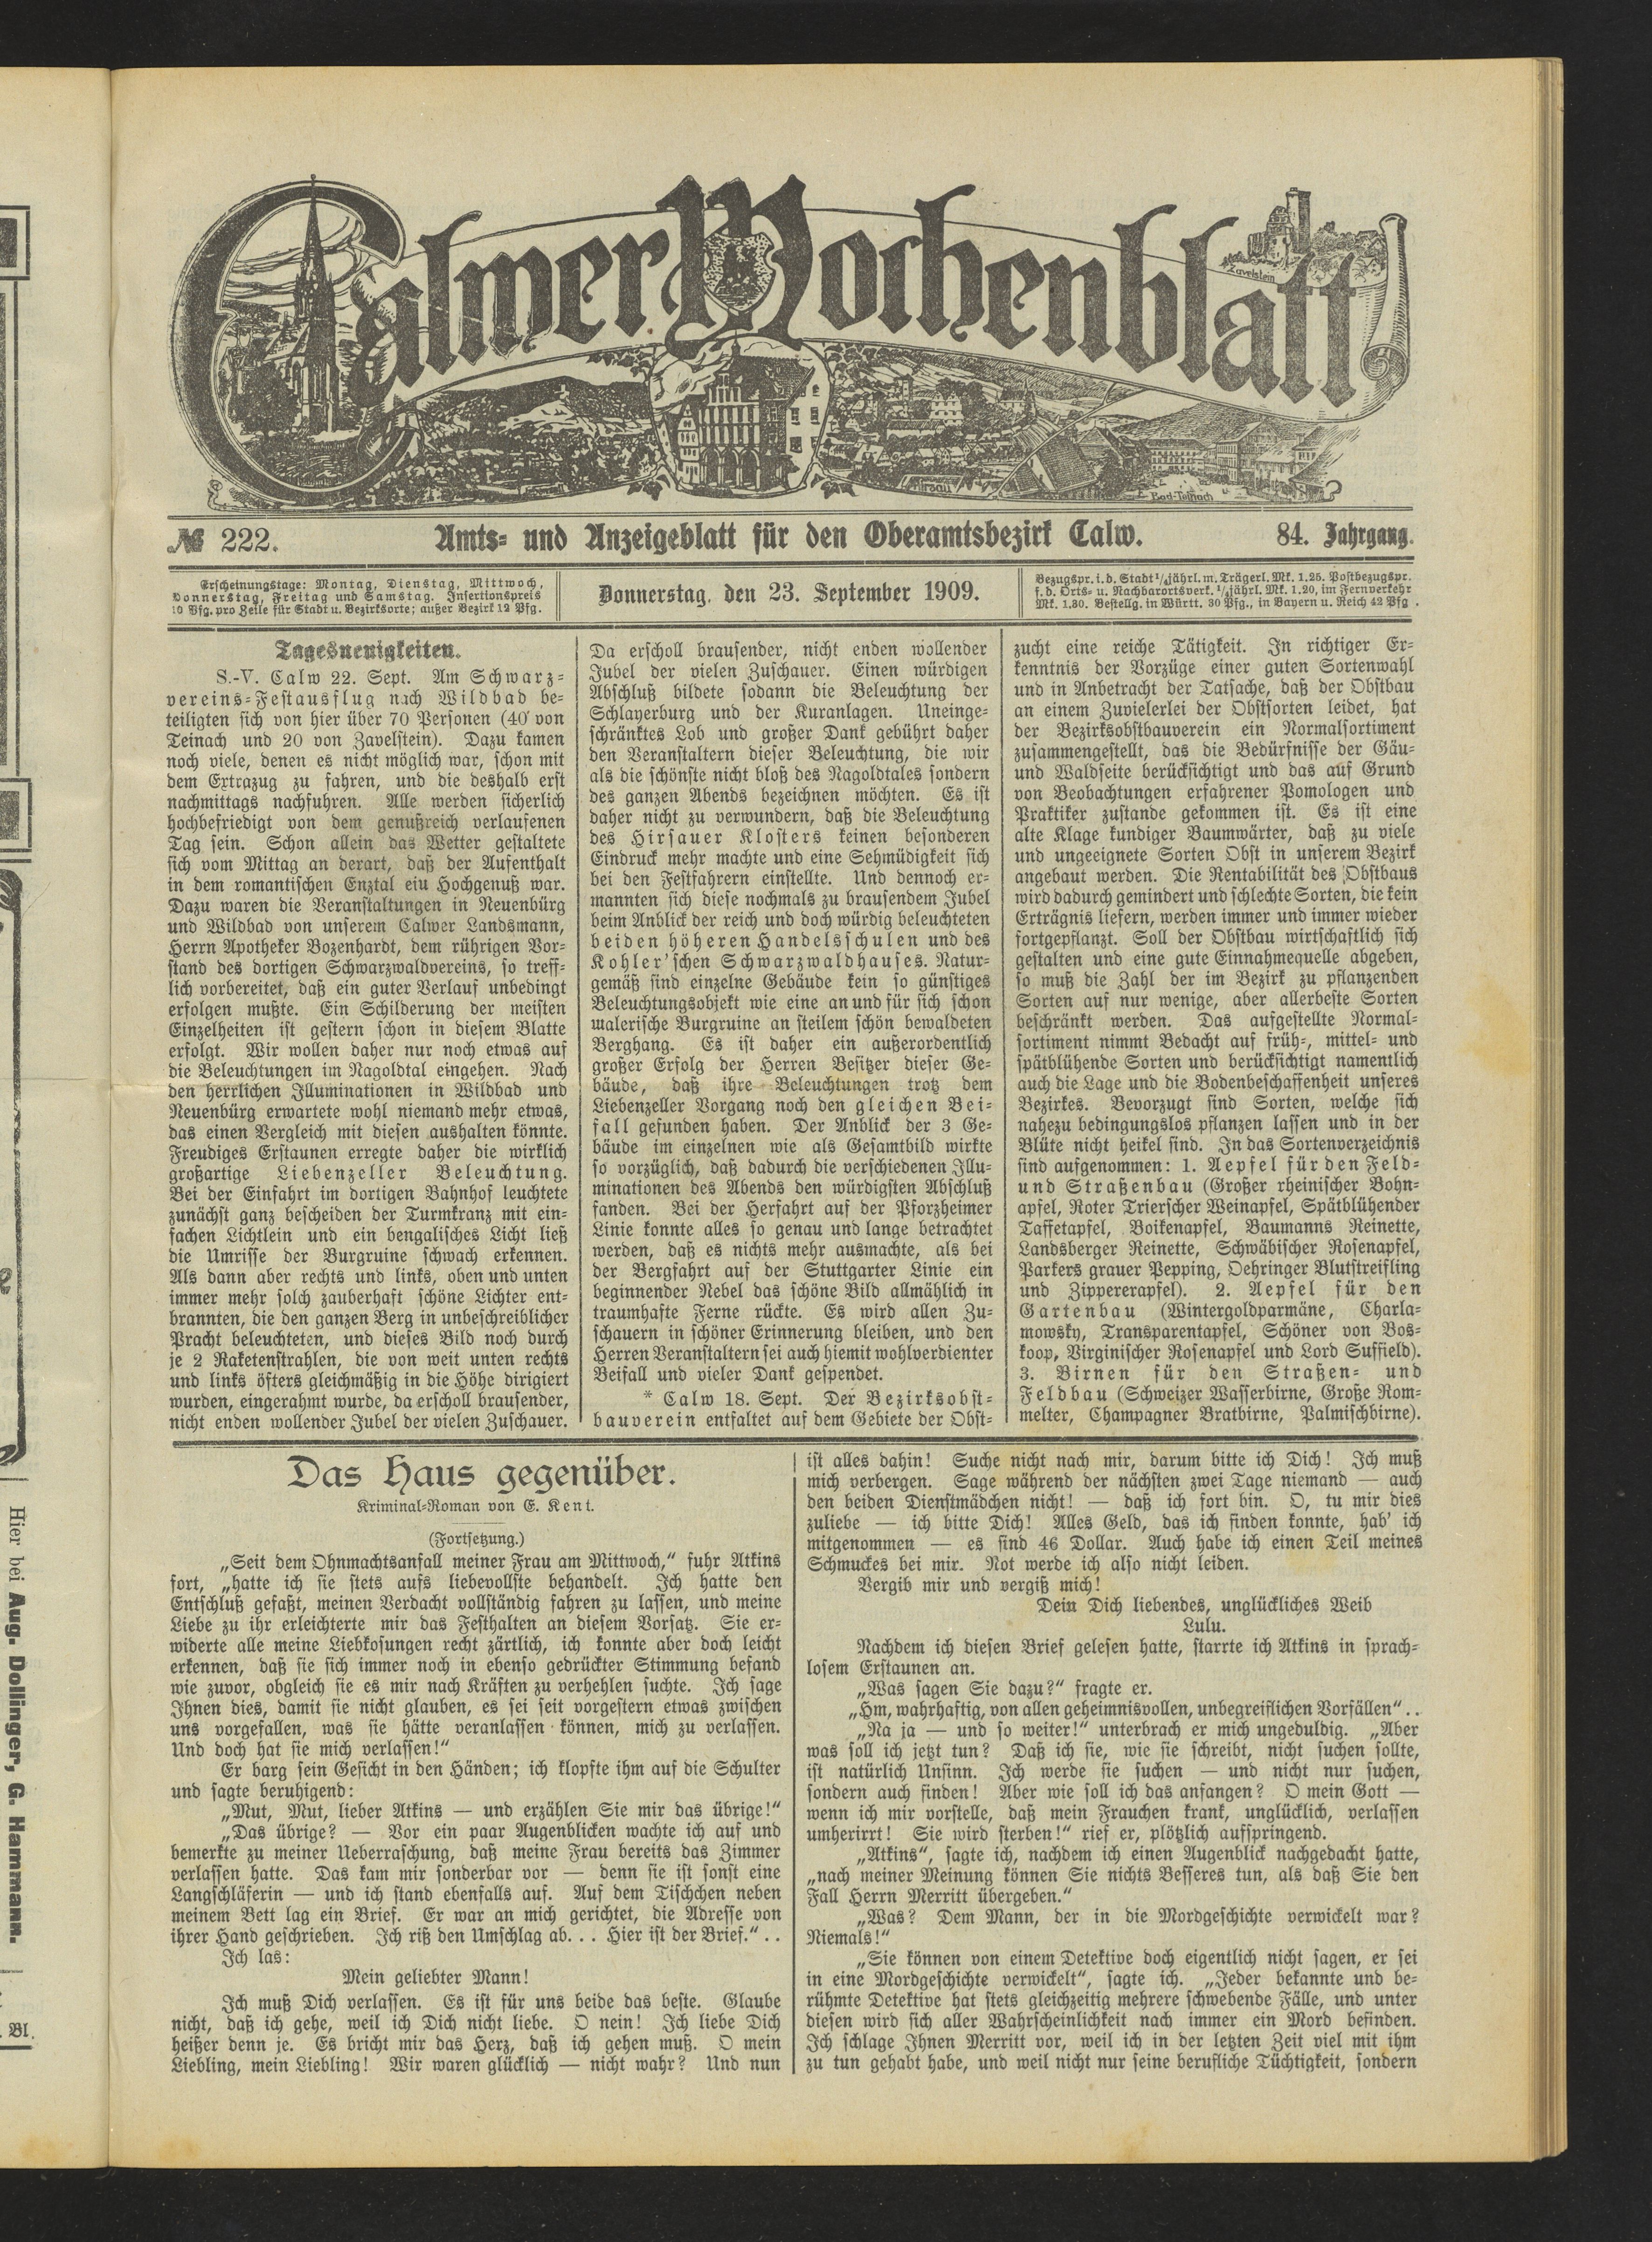 Calwer Wochenblatt
Zavelstein
Hirsau
Bad-Teinach
№ 222.
Amts- und Anzeigeblatt für den Oberamtsbezirk Calw.
84. Jahrgang.
Erscheinungstage: Montag, Dienstag, Mittwoch,
Donnerstag, Freitag und Samstag. Insertionspreis
10 Pfg. pro Zeile für Stadt u. Bezirksorte; außer Bezirk 12 Pfg.
Donnerstag, den 23. September 1909.
Bezugspr. i. d. Stadt ¼jährl. m. Trägerl. Mk. 1.25. Postbezugspr.
f. d. Orts- u. Nachbarortsverk. ¼jährl. Mk. 1.20, im Fernverkehr
Mk. 1.30. Bestellg. in Württ. 30 Pfg., in Bayern u. Reich 42 Pfg.
Tagesneuigkeiten.
S.-V. Calw 22. Sept. Am Schwarz-
vereins-Festausflug nach Wildbad be-
teiligten sich von hier über 70 Personen (40 von
Teinach und 20 von Zavelstein). Dazu kamen
noch viele, denen es nicht möglich war, schon mit
dem Extrazug zu fahren, und die deshalb erst
nachmittags nachfuhren. Alle werden sicherlich
hochbefriedigt von dem genußreich verlaufenen
Tag sein. Schon allein das Wetter gestaltete
sich vom Mittag an derart, daß der Aufenthalt
in dem romantischen Enztal eiu Hochgenuß war.
Dazu waren die Veranstaltungen in Neuenbürg
und Wildbad von unserem Calwer Landsmann,
Herrn Apotheker Bozenhardt, dem rührigen Vor-
stand des dortigen Schwarzwaldvereins, so treff-
lich vorbereitet, daß ein guter Verlauf unbedingt
erfolgen mußte. Ein Schilderung der meisten
Einzelheiten ist gestern schon in diesem Blatte
erfolgt. Wir wollen daher nur noch etwas auf
die Beleuchtungen im Nagoldtal eingehen. Nach
den herrlichen Illuminationen in Wildbad und
Neuenbürg erwartete wohl niemand mehr etwas,
das einen Vergleich mit diesen aushalten könnte.
Freudiges Erstaunen erregte daher die wirklich
großartige Liebenzeller Beleuchtung.
Bei der Einfahrt im dortigen Bahnhof leuchtete
zunächst ganz bescheiden der Turmkranz mit ein-
fachen Lichtlein und ein bengalisches Licht ließ
die Umrisse der Burgruine schwach erkennen.
Als dann aber rechts und links, oben und unten
immer mehr solch zauberhaft schöne Lichter ent-
brannten, die den ganzen Berg in unbeschreiblicher
Pracht beleuchteten, und dieses Bild noch durch
je 2 Raketenstrahlen, die von weit unten rechts
und links öfters gleichmäßig in die Höhe dirigiert
wurden, eingerahmt wurde, da erscholl brausender,
nicht enden wollender Jubel der vielen Zuschauer.
Da erscholl brausender, nicht enden wollender
Jubel der vielen Zuschauer. Einen würdigen
Abschluß bildete sodann die Beleuchtung der
Schlayerburg und der Kuranlagen. Uneinge-
schränktes Lob und großer Dank gebührt daher
den Veranstaltern dieser Beleuchtung, die wir
als die schönste nicht bloß des Nagoldtales sondern
des ganzen Abends bezeichnen möchten. Es ist
daher nicht zu verwundern, daß die Beleuchtung
des Hirsauer Klosters keinen besonderen
Eindruck mehr machte und eine Sehmüdigkeit sich
bei den Festfahrern einstellte. Und dennoch er-
mannten sich diese nochmals zu brausendem Jubel
beim Anblick der reich und doch würdig beleuchteten
beiden höheren Handelsschulen und des
Kohler'schen Schwarzwaldhauses. Natur-
gemäß sind einzelne Gebäude kein so günstiges
Beleuchtungsobjekt wie eine an und für sich schon
malerische Burgruine an steilem schön bewaldeten
Berghang. Es ist daher ein außerordentlich
großer Erfolg der Herren Besitzer dieser Ge-
bäude, daß ihre Beleuchtungen trotz dem
Liebenzeller Vorgang noch den gleichen Bei-
fall gefunden haben. Der Anblick der 3 Ge-
bäude im einzelnen wie als Gesamtbild wirkte
so vorzüglich, daß dadurch die verschiedenen Illu-
minationen des Abends den würdigsten Abschluß
fanden. Bei der Herfahrt auf der Pforzheimer
Linie konnte alles so genau und lange betrachtet
werden, daß es nichts mehr ausmachte, als bei
der Bergfahrt auf der Stuttgarter Linie ein
beginnender Nebel das schöne Bild allmählich in
traumhafte Ferne rückte. Es wird allen Zu-
schauern in schöner Erinnerung bleiben, und den
Herren Veranstaltern sei auch hiemit wohlverdienter
Beifall und vieler Dank gespendet.
* Calw 18. Sept. Der Bezirksobst-
bauverein entfaltet auf dem Gebiete der Obst-
zucht eine reiche Tätigkeit. In richtiger Er-
kenntnis der Vorzüge einer guten Sortenwahl
und in Anbetracht der Tatsache, daß der Obstbau
an einem Zuvielerlei der Obstsorten leidet, hat
der Bezirksobstbauverein ein Normalsortiment
zusammengestellt, das die Bedürfnisse der Gäu-
und Waldseite berücksichtigt und das auf Grund
von Beobachtungen erfahrener Pomologen und
Praktiker zustande gekommen ist. Es ist eine
alte Klage kundiger Baumwärter, daß zu viele
und ungeeignete Sorten Obst in unserem Bezirk
angebaut werden. Die Rentabilität des Obstbaus
wird dadurch gemindert und schlechte Sorten, die kein
Erträgnis liefern, werden immer und immer wieder
fortgepflanzt. Soll der Obstbau wirtschaftlich sich
gestalten und eine gute Einnahmequelle abgeben,
so muß die Zahl der im Bezirk zu pflanzenden
Sorten auf nur wenige, aber allerbeste Sorten
beschränkt werden. Das aufgestellte Normal-
sortiment nimmt Bedacht auf früh-, mittel- und
spätblühende Sorten und berücksichtigt namentlich
auch die Lage und die Bodenbeschaffenheit unseres
Bezirkes. Bevorzugt sind Sorten, welche sich
nahezu bedingungslos pflanzen lassen und in der
Blüte nicht heikel sind. In das Sortenverzeichnis
sind aufgenommen: 1. Aepfel für den Feld-
und Straßenbau (Großer rheinischer Bohn-
apfel, Roter Trierscher Weinapfel, Spätblühender
Taffetapfel, Boikenapfel, Baumanns Reinette,
Landsberger Reinette, Schwäbischer Rosenapfel,
Parkers grauer Pepping, Oehringer Blutstreifling
und Zippererapfel). 2. Aepfel für den
Gartenbau (Wintergoldparmäne, Charla-
mowsky, Transparentapfel, Schöner von Bos-
koop, Virginischer Rosenapfel und Lord Suffield).
3. Birnen für den Straßen- und
Feldbau (Schweizer Wasserbirne, Große Rom-
melter, Champagner Bratbirne, Palmischbirne).
Das Haus gegenüber.
Kriminal-Roman von E. Kent.
(Fortsetzung.)
„Seit dem Ohnmachtsanfall meiner Frau am Mittwoch,“ fuhr Atkins
fort, „hatte ich sie stets aufs liebevollste behandelt. Ich hatte den
Entschluß gefaßt, meinen Verdacht vollständig fahren zu lassen, und meine
Liebe zu ihr erleichterte mir das Festhalten an diesem Vorsatz. Sie er-
widerte alle meine Liebkosungen recht zärtlich, ich konnte aber doch leicht
erkennen, daß sie sich immer noch in ebenso gedrückter Stimmung befand
wie zuvor, obgleich sie es mir nach Kräften zu verhehlen suchte. Ich sage
Ihnen dies, damit sie nicht glauben, es sei seit vorgestern etwas zwischen
uns vorgefallen, was sie hätte veranlassen können, mich zu verlassen.
Und doch hat sie mich verlassen!“
Er barg sein Gesicht in den Händen; ich klopfte ihm auf die Schulter
und sagte beruhigend:
„Mut, Mut, lieber Atkins — und erzählen Sie mir das übrige!“
„Das übrige? — Vor ein paar Augenblicken wachte ich auf und
bemerkte zu meiner Ueberraschung, daß meine Frau bereits das Zimmer
verlassen hatte. Das kam mir sonderbar vor — denn sie ist sonst eine
Langschläferin — und ich stand ebenfalls auf. Auf dem Tischchen neben
meinem Bett lag ein Brief. Er war an mich gerichtet, die Adresse von
ihrer Hand geschrieben. Ich riß den Umschlag ab. . . Hier ist der Brief.“ . .
Ich las:
Mein geliebter Mann!
Ich muß Dich verlassen. Es ist für uns beide das beste. Glaube
nicht, daß ich gehe, weil ich Dich nicht liebe. O nein! Ich liebe Dich
heißer denn je. Es bricht mir das Herz, daß ich gehen muß. O mein
Liebling, mein Liebling! Wir waren glücklich — nicht wahr? Und nun
ist alles dahin! Suche nicht nach mir, darum bitte ich Dich! Ich muß
mich verbergen. Sage während der nächsten zwei Tage niemand — auch
den beiden Dienstmädchen nicht! — daß ich fort bin. O, tu mir dies
zuliebe — ich bitte Dich! Alles Geld, das ich finden konnte, hab' ich
mitgenommen — es sind 46 Dollar. Auch habe ich einen Teil meines
Schmuckes bei mir. Not werde ich also nicht leiden.
Vergib mir und vergiß mich!
Dein Dich liebendes, unglückliches Weib
Lulu.
Nachdem ich diesen Brief gelesen hatte, starrte ich Atkins in sprach-
losem Erstaunen an.
„Was sagen Sie dazu?“ fragte er.
„Hm, wahrhaftig, von allen geheimnisvollen, unbegreiflichen Vorfällen“ . .
„Na ja — und so weiter!“ unterbrach er mich ungeduldig. „Aber
was soll ich jetzt tun? Daß ich sie, wie sie schreibt, nicht suchen sollte,
ist natürlich Unsinn. Ich werde sie suchen — und nicht nur suchen,
sondern auch finden! Aber wie soll ich das anfangen? O mein Gott —
wenn ich mir vorstelle, daß mein Frauchen krank, unglücklich, verlassen
umherirrt! Sie wird sterben!“ rief er, plötzlich aufspringend.
„Atkins“, sagte ich, nachdem ich einen Augenblick nachgedacht hatte,
„nach meiner Meinung können Sie nichts Besseres tun, als daß Sie den
Fall Herrn Merritt übergeben.“
„Was? Dem Mann, der in die Mordgeschichte verwickelt war?
Niemals!“
„Sie können von einem Detektive doch eigentlich nicht sagen, er sei
in eine Mordgeschichte verwickelt“, sagte ich. „Jeder bekannte und be-
rühmte Detektive hat stets gleichzeitig mehrere schwebende Fälle, und unter
diesen wird sich aller Wahrscheinlichkeit nach immer ein Mord befinden.
Ich schlage Ihnen Merritt vor, weil ich in der letzten Zeit viel mit ihm
zu tun gehabt habe, und weil nicht nur seine berufliche Tüchtigkeit, sondern
Hier bei Aug. Dollinger, G. Hammann.
. Bl.